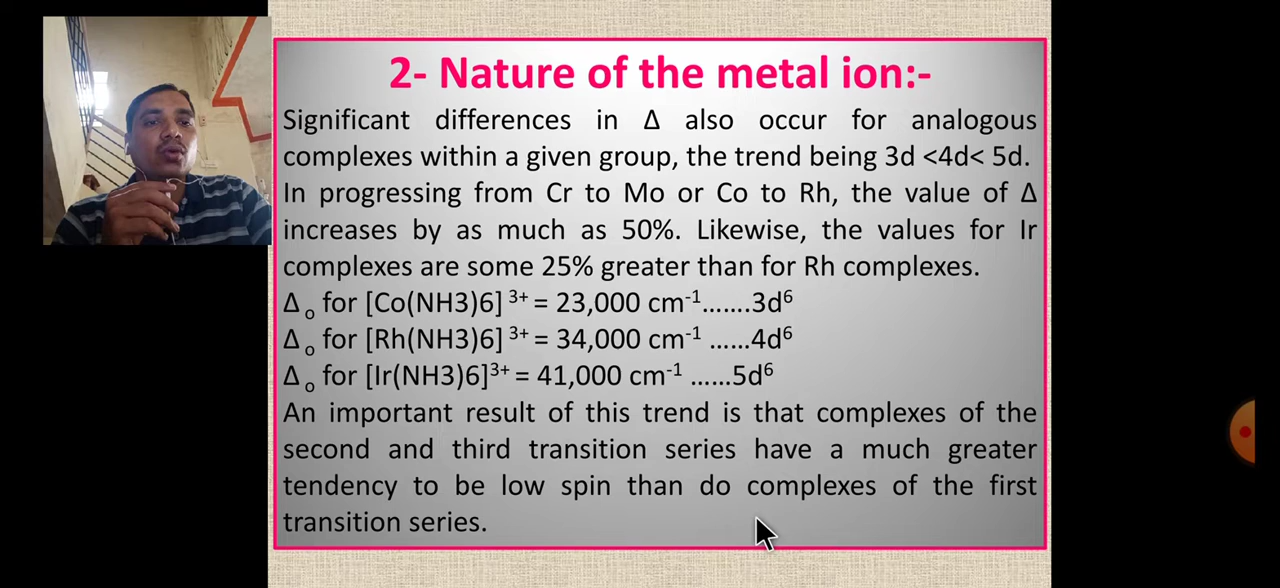 2- Nature of the metal ion:-
Significant differences in Δ also occur for analogous
complexes within a given group, the trend being 3d <4d< 5d.
In progressing from Cr to Mo or Co to Rh, the value of Δ
increases by as much as 50%. Likewise, the values for Ir
complexes are some 25% greater than for Rh complexes.
Δₒ for [Co(NH3)6] ³⁺ = 23,000 cm⁻¹.......3d⁶
Δₒ for [Rh(NH3)6] ³⁺ = 34,000 cm⁻¹ ......4d⁶
Δₒ for [Ir(NH3)6]³⁺ = 41,000 cm⁻¹ ......5d⁶
An important result of this trend is that complexes of the
second and third transition series have a much greater
tendency to be low spin than do complexes of the first
transition series.